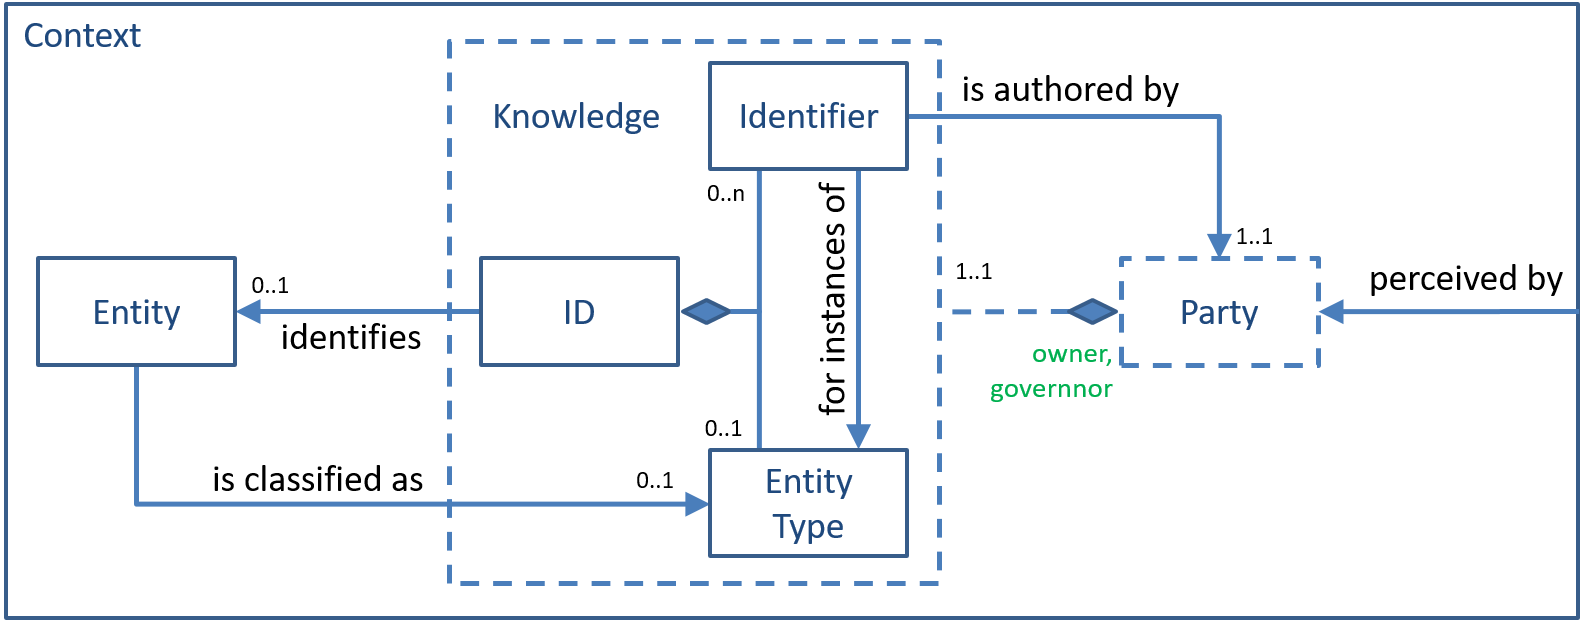 Context
Knowledge
Identifier
is authored by
0..n
for instances of
1..1
1..1
Entity
0..1
identifies
ID
Party
perceived by
owner,
governnor
0..1
is classified as
0..1
Entity
Type